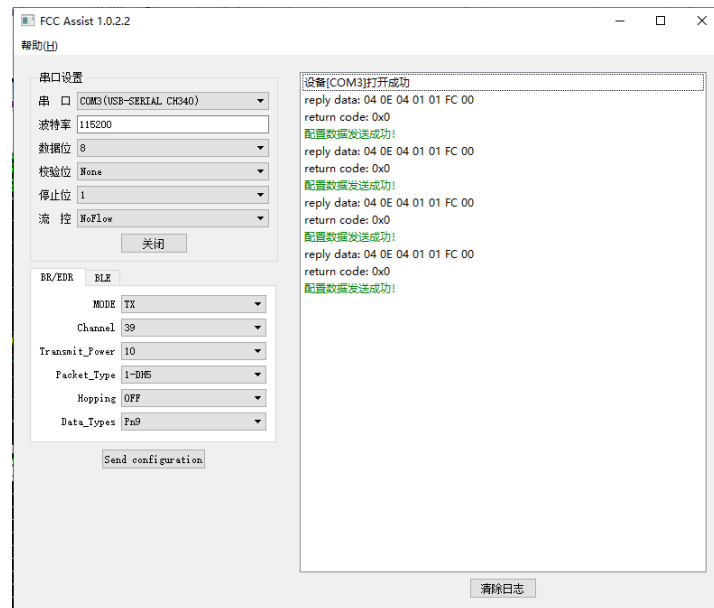 FCC Assist 1.0.2.2
帮助(H)
串口设置
串 口 COM3(USB-SERIAL CH340)
波特率 115200
数据位 8
校验位 None
停止位 1
流 控 NoFlow
关闭
BR/EDR BLE
MODE TX
Channel 39
Transmit_Power 10
Packet_Type 1-DH5
Hopping OFF
Data_Types Pn9
Send configuration
设备[COM3]打开成功
reply data: 04 0E 04 01 01 FC 00
return code: 0x0
配置数据发送成功!
reply data: 04 0E 04 01 01 FC 00
return code: 0x0
配置数据发送成功!
reply data: 04 0E 04 01 01 FC 00
return code: 0x0
配置数据发送成功!
reply data: 04 0E 04 01 01 FC 00
return code: 0x0
配置数据发送成功!
清除日志